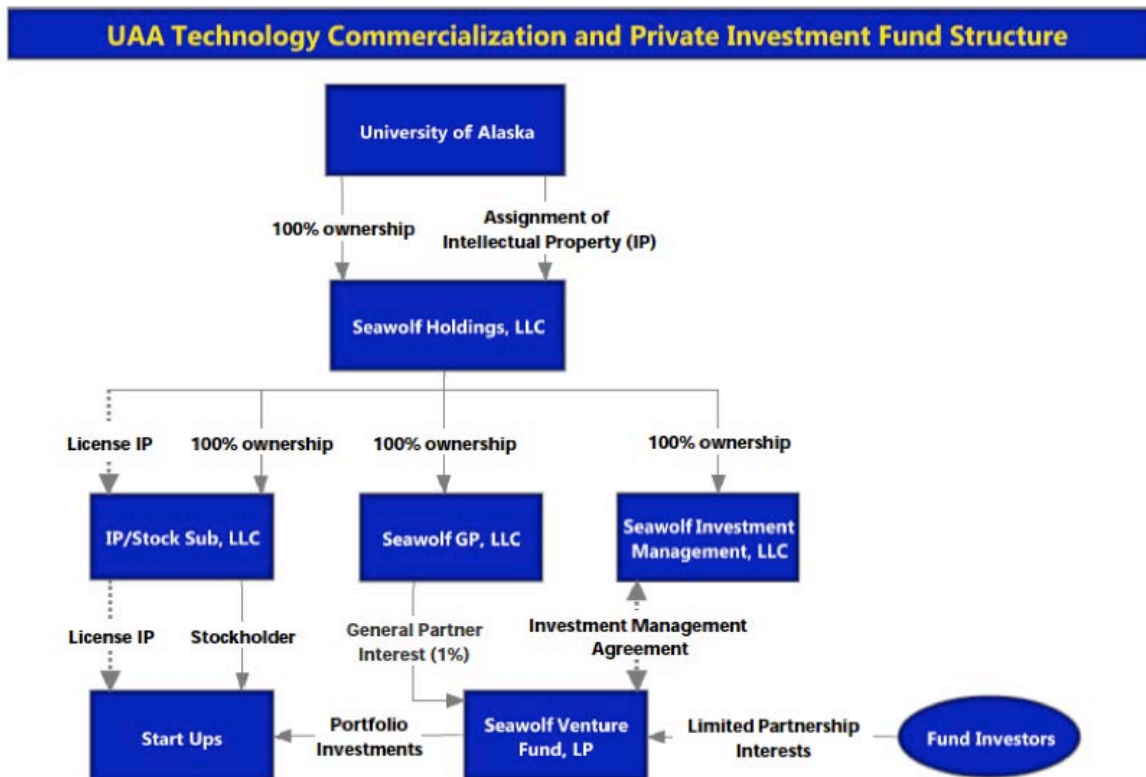 UAA Technology Commercialization and Private Investment Fund Structure
University of Alaska
100% ownership
Assignment of
Intellectual Property (IP)
Seawolf Holdings, LLC
License IP
100% ownership
100% ownership
100% ownership
IP/Stock Sub, LLC
Seawolf GP, LLC
Seawolf Investment
Management, LLC
License IP
Stockholder
General Partner
Interest (1%)
Investment Management
Agreement
Start Ups
Portfolio
Investments
Seawolf Venture
Fund, LP
Limited Partnership
Interests
Fund Investors